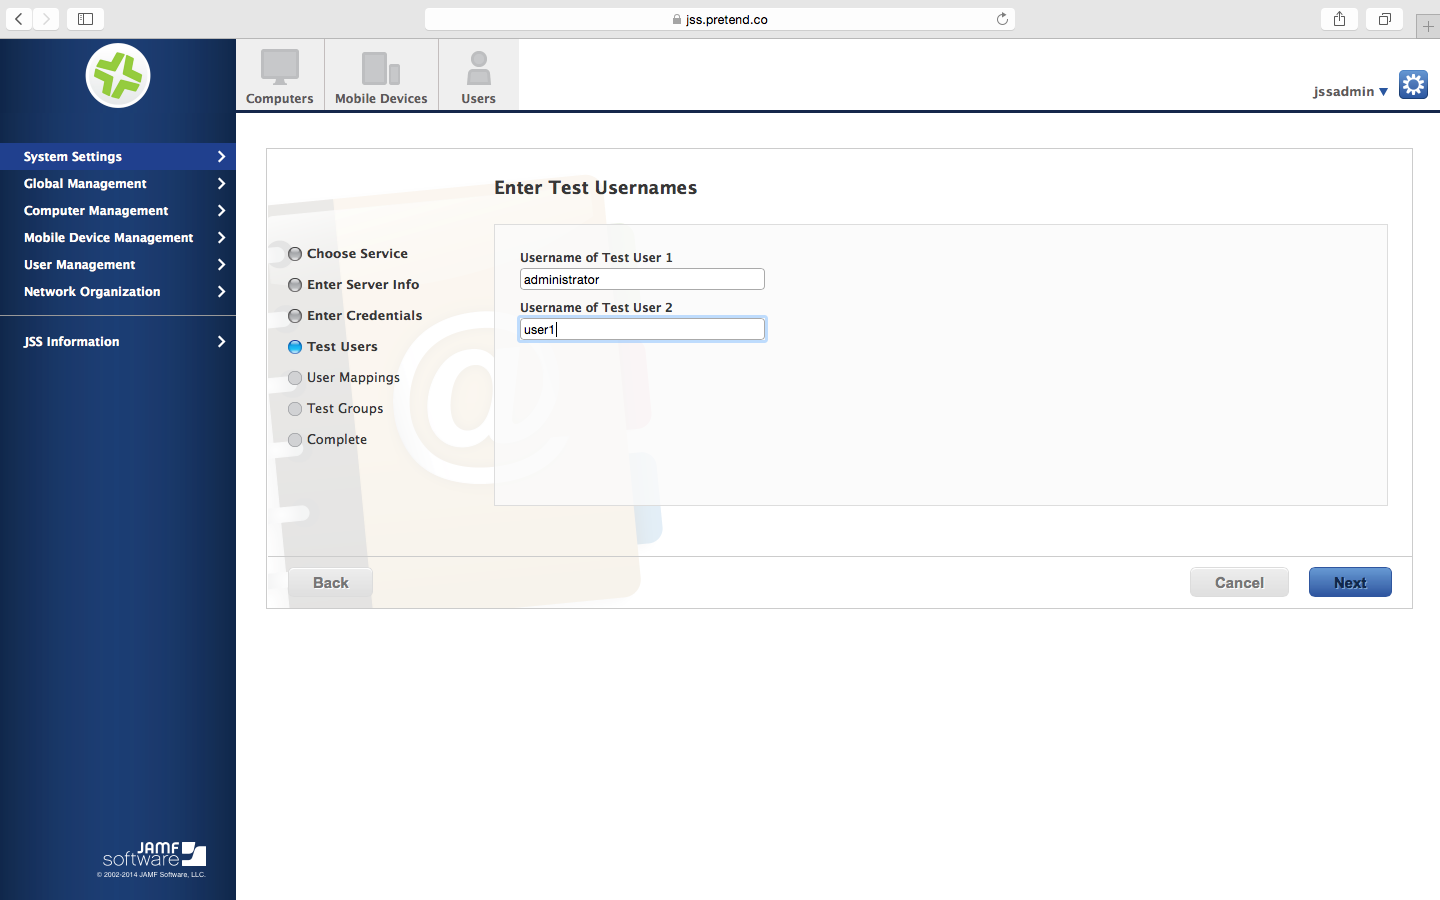 jss.pretend.co
Computers
Mobile Devices
Users
jssadmin
System Settings
Global Management
Computer Management
Mobile Device Management
User Management
Network Organization
JSS Information
Enter Test Usernames
Choose Service
Enter Server Info
Enter Credentials
Test Users
User Mappings
Test Groups
Complete
Username of Test User 1
administrator
Username of Test User 2
user1
@
Back
Cancel
Next
JAMF
software
© 2002-2014 JAMF Software, LLC.